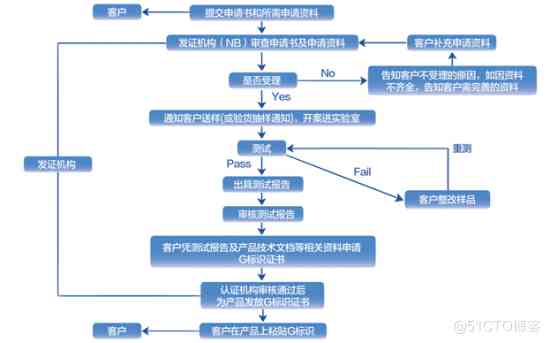 客户
提交申请书和所需申请资料
发证机构（NB）审查申请书及申请资料
客户补充申请资料
是否受理
No
告知客户不受理的原因，如因资料
不齐全，告知客户需完善的资料
Yes
通知客户送样(或验货抽样通知)，开案进实验室
测试
重测
发证机构
Pass
Fail
出具测试报告
客户整改样品
审核测试报告
客户凭测试报告及产品技术文档等相关资料申请
G标识证书
认证机构审核通过后
为产品发放G标识证书
客户
客户在产品上粘贴G标识
@51CTO博客